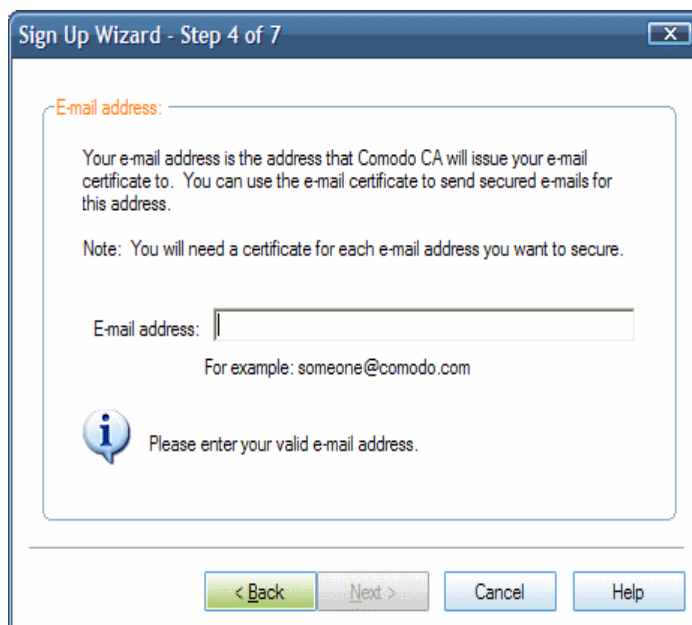 Sign Up Wizard - Step 4 of 7
X
E-mail address:
Your e-mail address is the address that Comodo CA will issue your e-mail
certificate to. You can use the e-mail certificate to send secured e-mails for
this address.
Note: You will need a certificate for each e-mail address you want to secure.
E-mail address:
For example: someone@comodo.com
i
Please enter your valid e-mail address.
< Back Next > Cancel Help